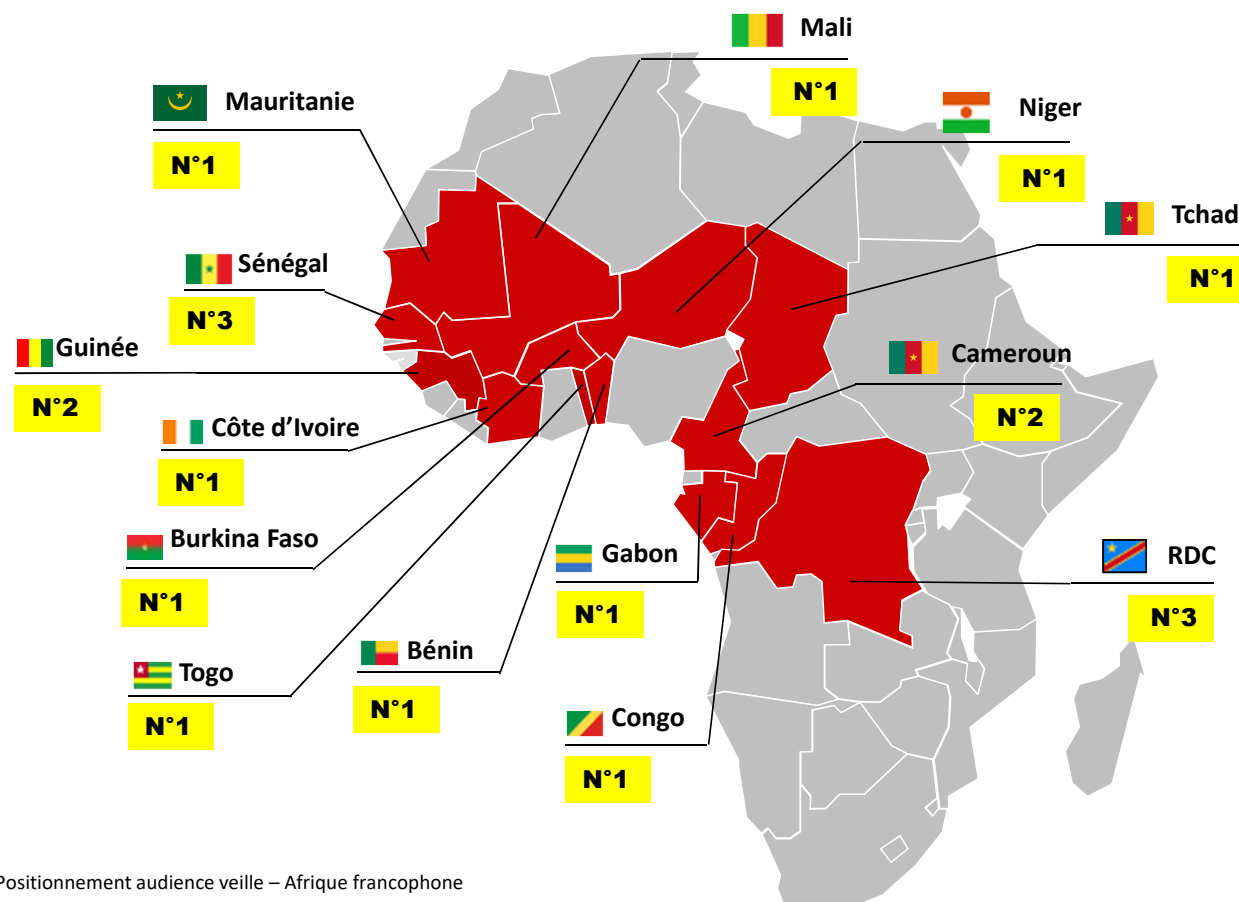 Mali
N°1
Mauritanie
N°1
Niger
N°1
Tchad
N°1
Sénégal
N°3
Guinée
N°2
Cameroun
N°2
Côte d'Ivoire
N°1
Burkina Faso
N°1
Gabon
N°1
RDC
N°3
Togo
N°1
Bénin
N°1
Congo
N°1
Positionnement audience veille – Afrique francophone